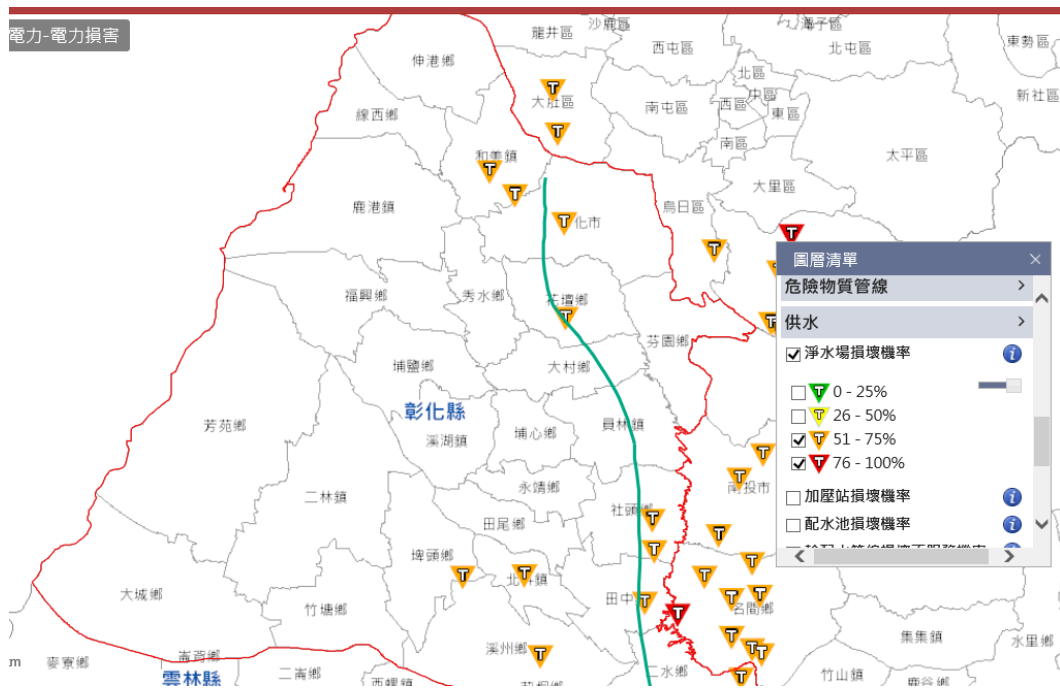 電力-電力損害
沙鹿區
龍井區
西屯區
北屯區
東勢區
伸港鄉
北區
新社區
大肚區
南屯區
西區
中區
東區
線西鄉
南區
和美鎮
太平區
大里區
鹿港鎮
烏日區
化市
圖層清單
危險物質管線
供水
淨水場損壞機率
0 - 25%
26 - 50%
51 - 75%
76 - 100%
加壓站損壞機率
配水池損壞機率
福興鄉
秀水鄉
花壇鄉
芬園鄉
埔鹽鄉
大村鄉
彰化縣
芳苑鄉
溪湖鎮
埔心鄉
員林鎮
永靖鄉
南投市
二林鎮
社頭鄉
田尾鄉
埤頭鄉
北斗鎮
大城鄉
竹塘鄉
田中
名間鄉
集集鎮
水里鄉
溪州鄉
m
麥寮鄉
崙背鄉
雲林縣
二崙鄉
西螺鎮
莿桐鄉
二水鄉
竹山鎮
鹿谷鄉